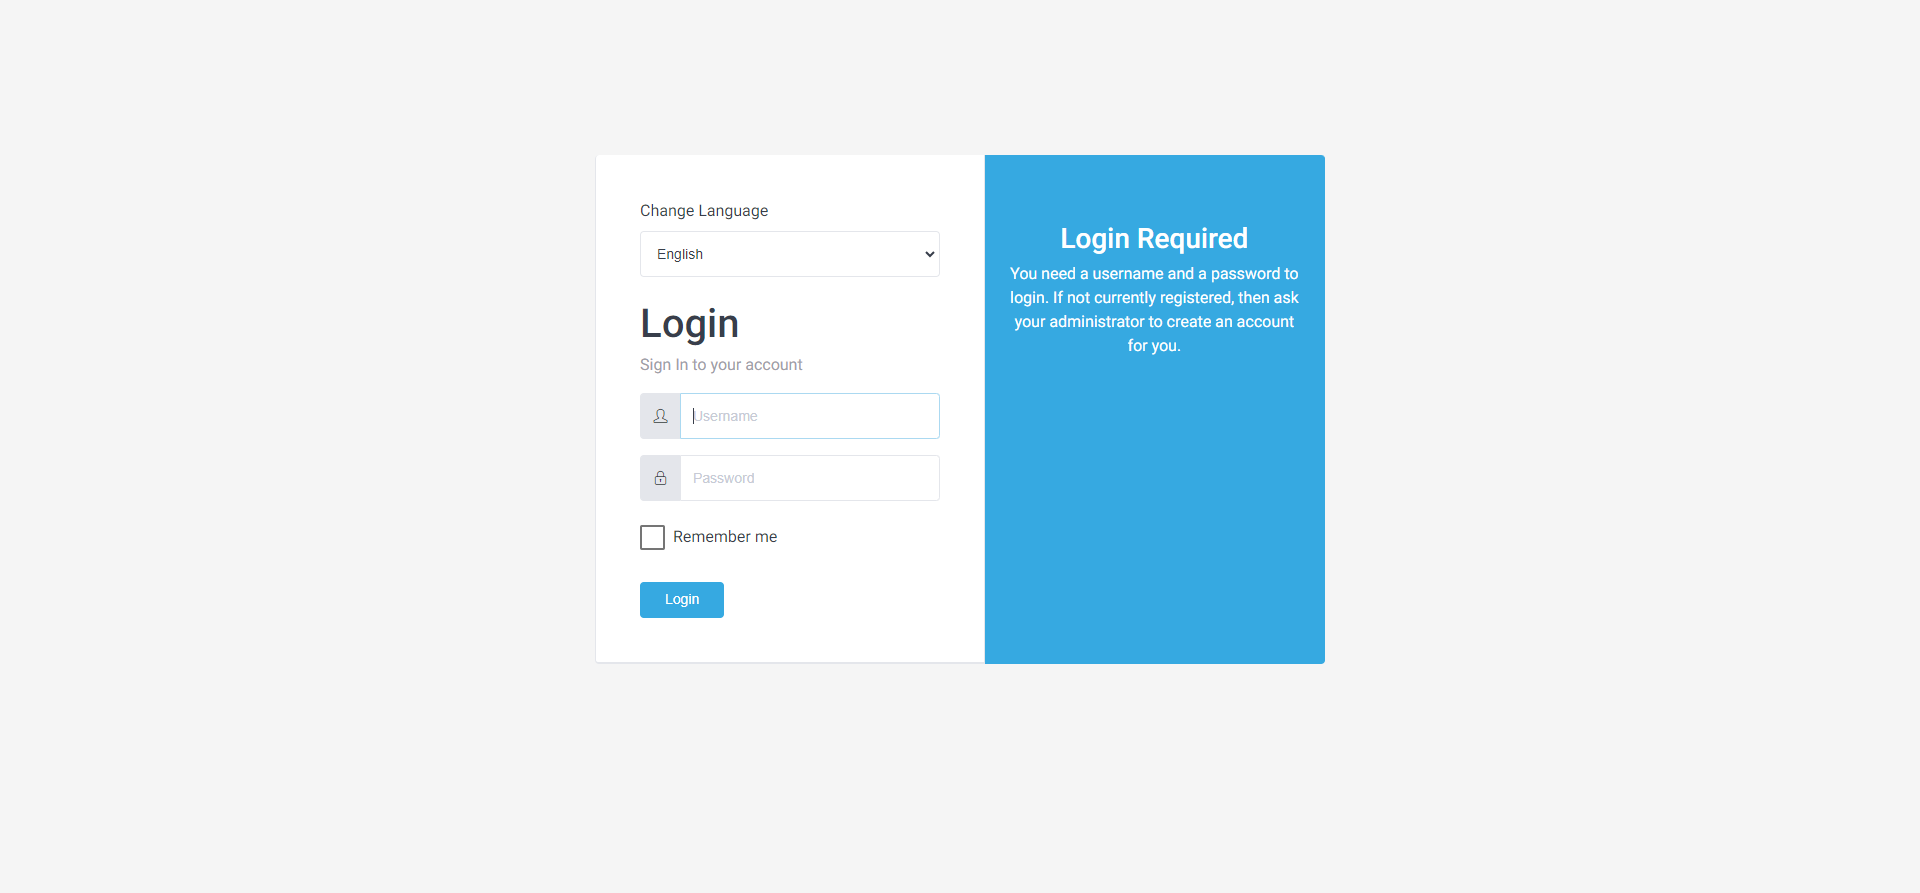 Change Language
English
Login
Sign In to your account
Username
Password
Remember me
Login
Login Required
You need a username and a password to
login. If not currently registered, then ask
your administrator to create an account
for you.